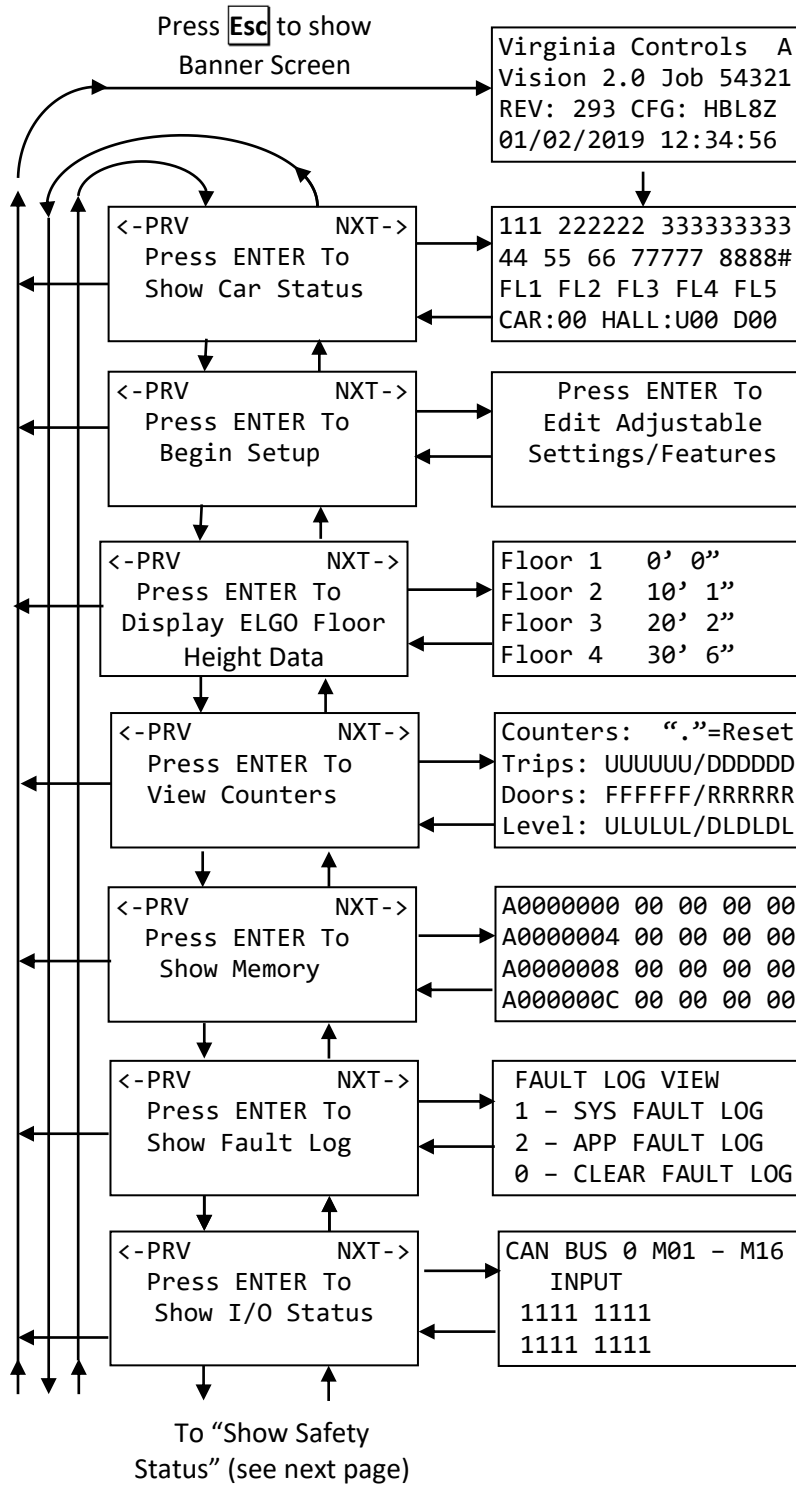 Press Esc to show
Banner Screen
Virginia Controls A
Vision 2.0 Job 54321
REV: 293 CFG: HBL8Z
01/02/2019 12:34:56
<-PRV NXT->
Press ENTER To
Show Car Status
111 222222 333333333
44 55 66 77777 8888#
FL1 FL2 FL3 FL4 FL5
CAR:00 HALL:U00 D00
<-PRV NXT->
Press ENTER To
Begin Setup
Press ENTER To
Edit Adjustable
Settings/Features
<-PRV NXT->
Press ENTER To
Display ELGO Floor
Height Data
Floor 1 0’ 0”
Floor 2 10’ 1”
Floor 3 20’ 2”
Floor 4 30’ 6”
<-PRV NXT->
Press ENTER To
View Counters
Counters: “.”=Reset
Trips: UUUUUU/DDDDDD
Doors: FFFFFF/RRRRRR
Level: ULULUL/DLDLDL
<-PRV NXT->
Press ENTER To
Show Memory
A0000000 00 00 00 00
A0000004 00 00 00 00
A0000008 00 00 00 00
A000000C 00 00 00 00
<-PRV NXT->
Press ENTER To
Show Fault Log
FAULT LOG VIEW
1 – SYS FAULT LOG
2 – APP FAULT LOG
0 – CLEAR FAULT LOG
<-PRV NXT->
Press ENTER To
Show I/O Status
CAN BUS 0 M01 – M16
INPUT
1111 1111
1111 1111
To “Show Safety
Status” (see next page)